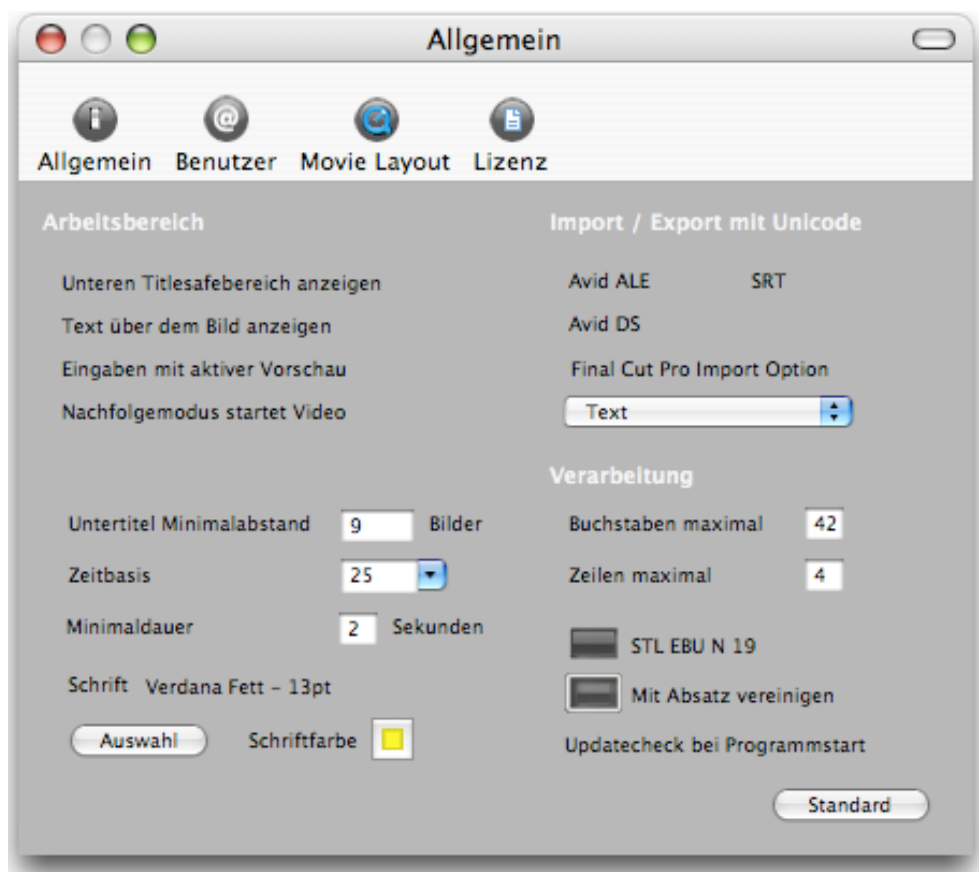 Allgemein
Allgemein Benutzer Movie Layout Lizenz
Arbeitsbereich
Unteren Titlesafebereich anzeigen
Text über dem Bild anzeigen
Eingaben mit aktiver Vorschau
Nachfolgemodus startet Video
Untertitel Minimalabstand 9 Bilder
Zeitbasis 25
Minimaldauer 2 Sekunden
Schrift Verdana Fett – 13pt
Auswahl Schriftfarbe
Import / Export mit Unicode
Avid ALE SRT
Avid DS
Final Cut Pro Import Option
Text
Verarbeitung
Buchstaben maximal 42
Zeilen maximal 4
STL EBU N 19
Mit Absatz vereinigen
Updatecheck bei Programmstart
Standard